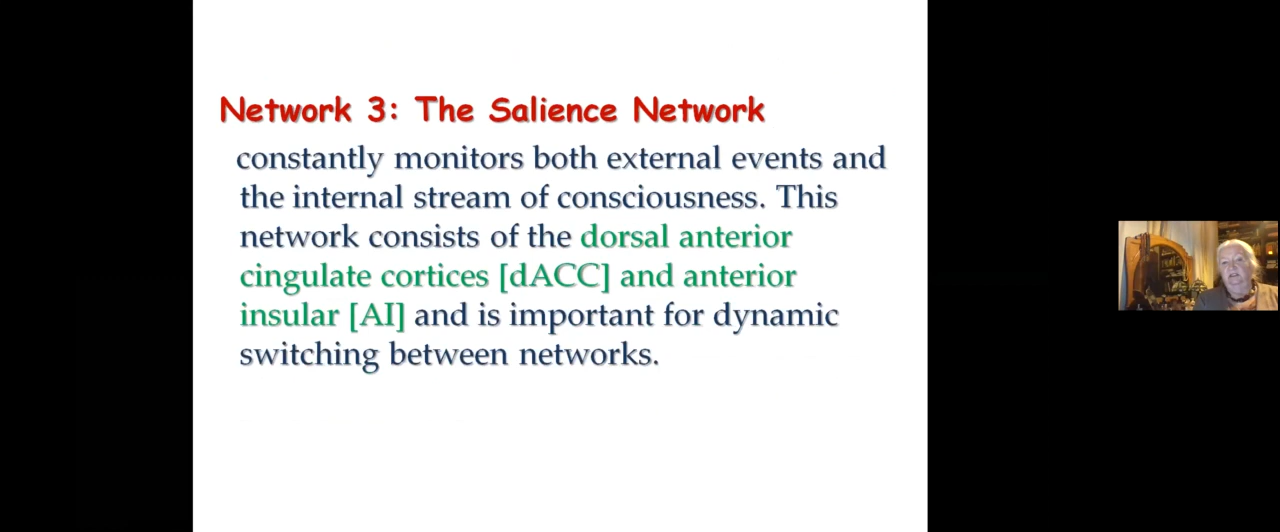 Network 3: The Salience Network
constantly monitors both external events and
the internal stream of consciousness. This
network consists of the dorsal anterior
cingulate cortices [dACC] and anterior
insular [AI] and is important for dynamic
switching between networks.